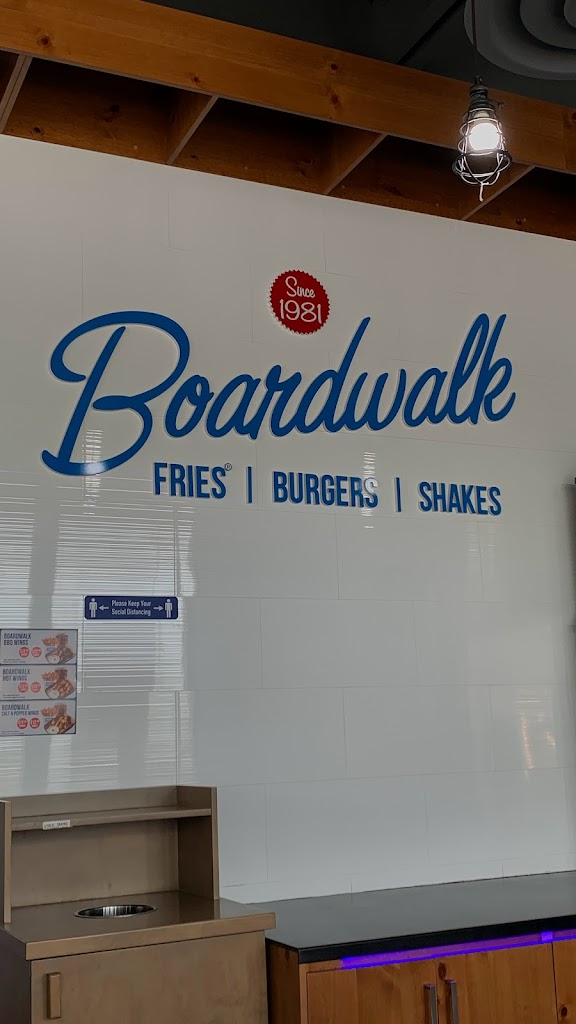 Since
1981
Boardwalk
FRIES® | BURGERS | SHAKES
Please Keep Your
Social Distancing
BOARDWALK
BBQ WINGS
BOARDWALK
HOT WINGS
BOARDWALK
SALT & PEPPER WINGS